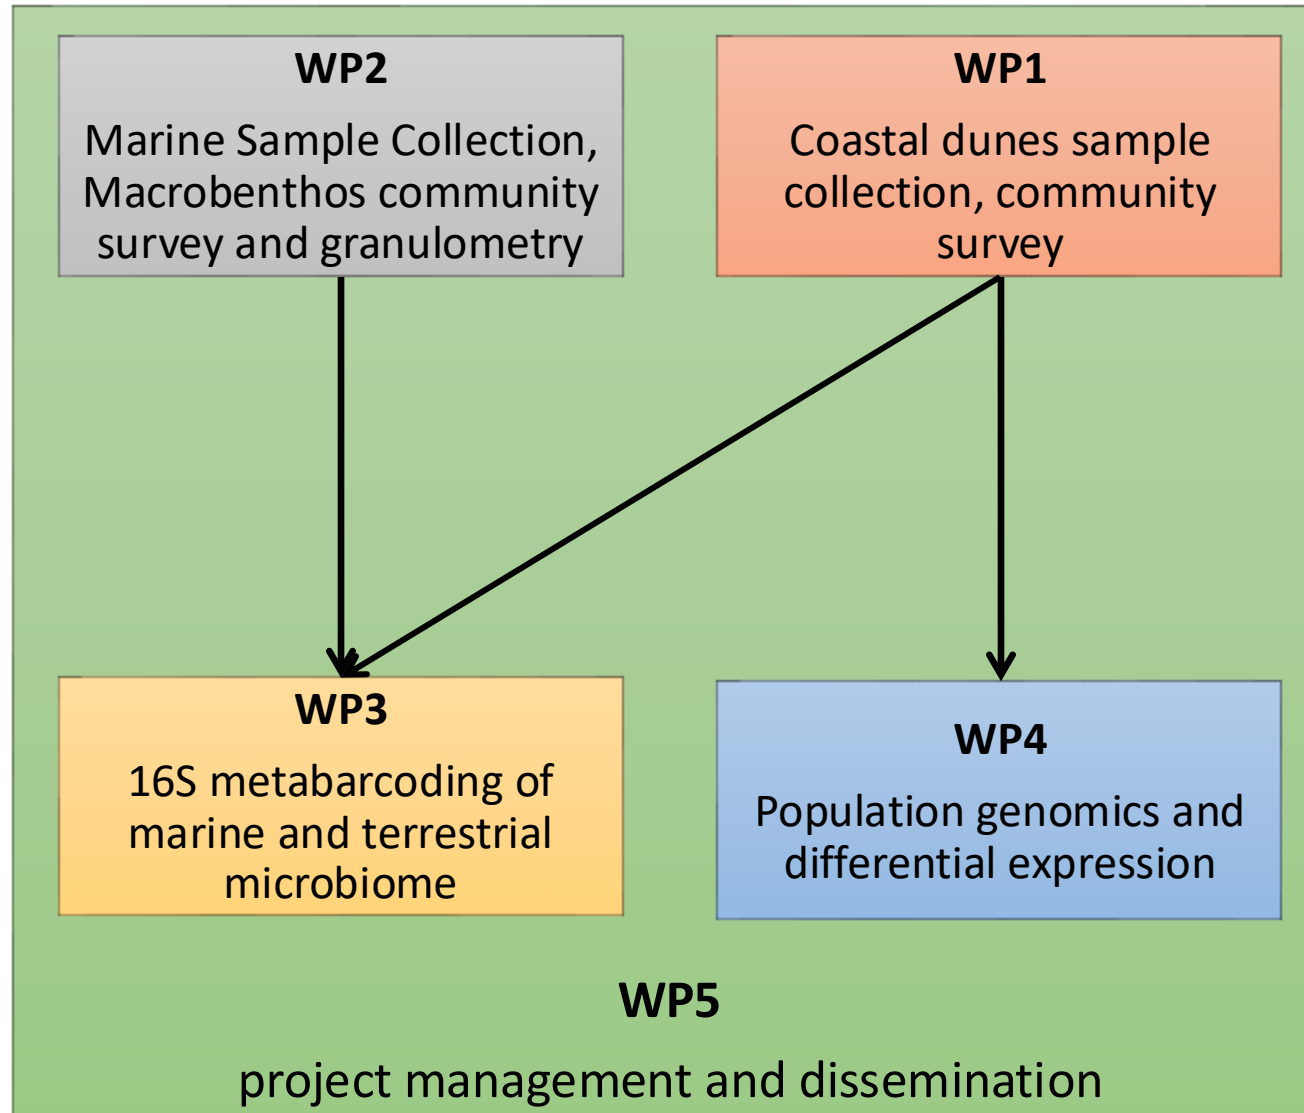 WP2
Marine Sample Collection,
Macrobenthos community
survey and granulometry
WP1
Coastal dunes sample
collection, community
survey
WP3
16S metabarcoding of
marine and terrestrial
microbiome
WP4
Population genomics and
differential expression
WP5
project management and dissemination